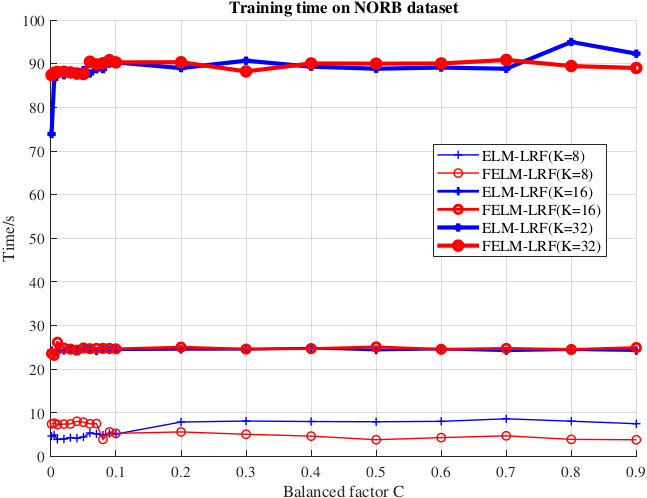 Training time on NORB dataset
100
90
80
70
60
50
40
30
20
10
0
Time/s
ELM-LRF(K=8)
FELM-LRF(K=8)
ELM-LRF(K=16)
FELM-LRF(K=16)
ELM-LRF(K=32)
FELM-LRF(K=32)
0 0.1 0.2 0.3 0.4 0.5 0.6 0.7 0.8 0.9
Balanced factor C